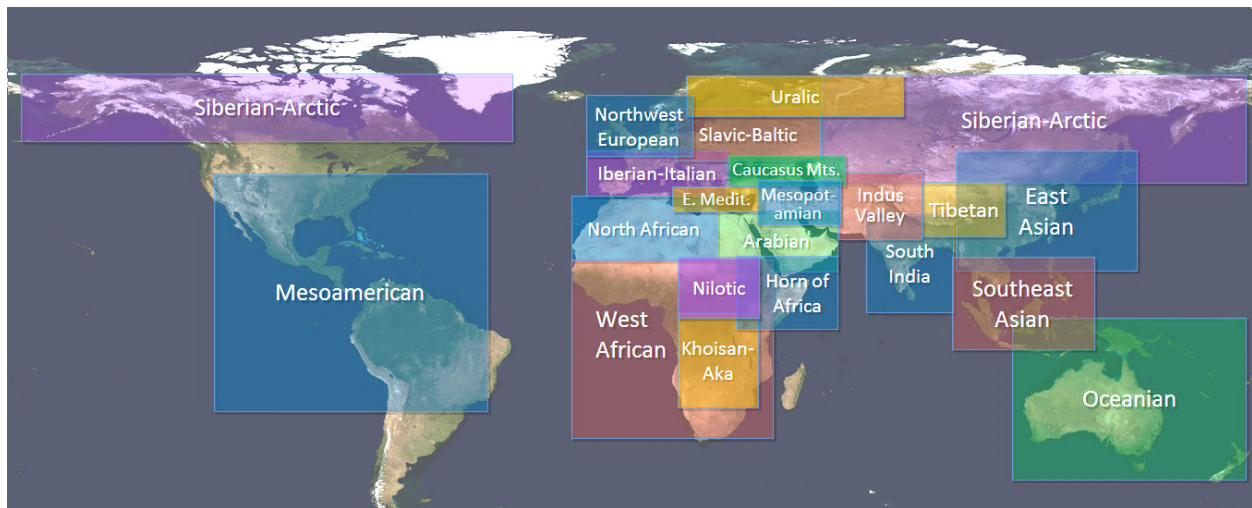 Siberian-Arctic
Uralic
Siberian-Arctic
Northwest
European
Slavic-Baltic
Iberian-Italian
Caucasus Mts.
E. Medit.
Mesopot-
amian
Indus
Valley
Tibetan
East
Asian
North African
Arabian
South
India
Mesoamerican
Nilotic
Horn of
Africa
Southeast
Asian
West
African
Khoisan-
Aka
Oceanian